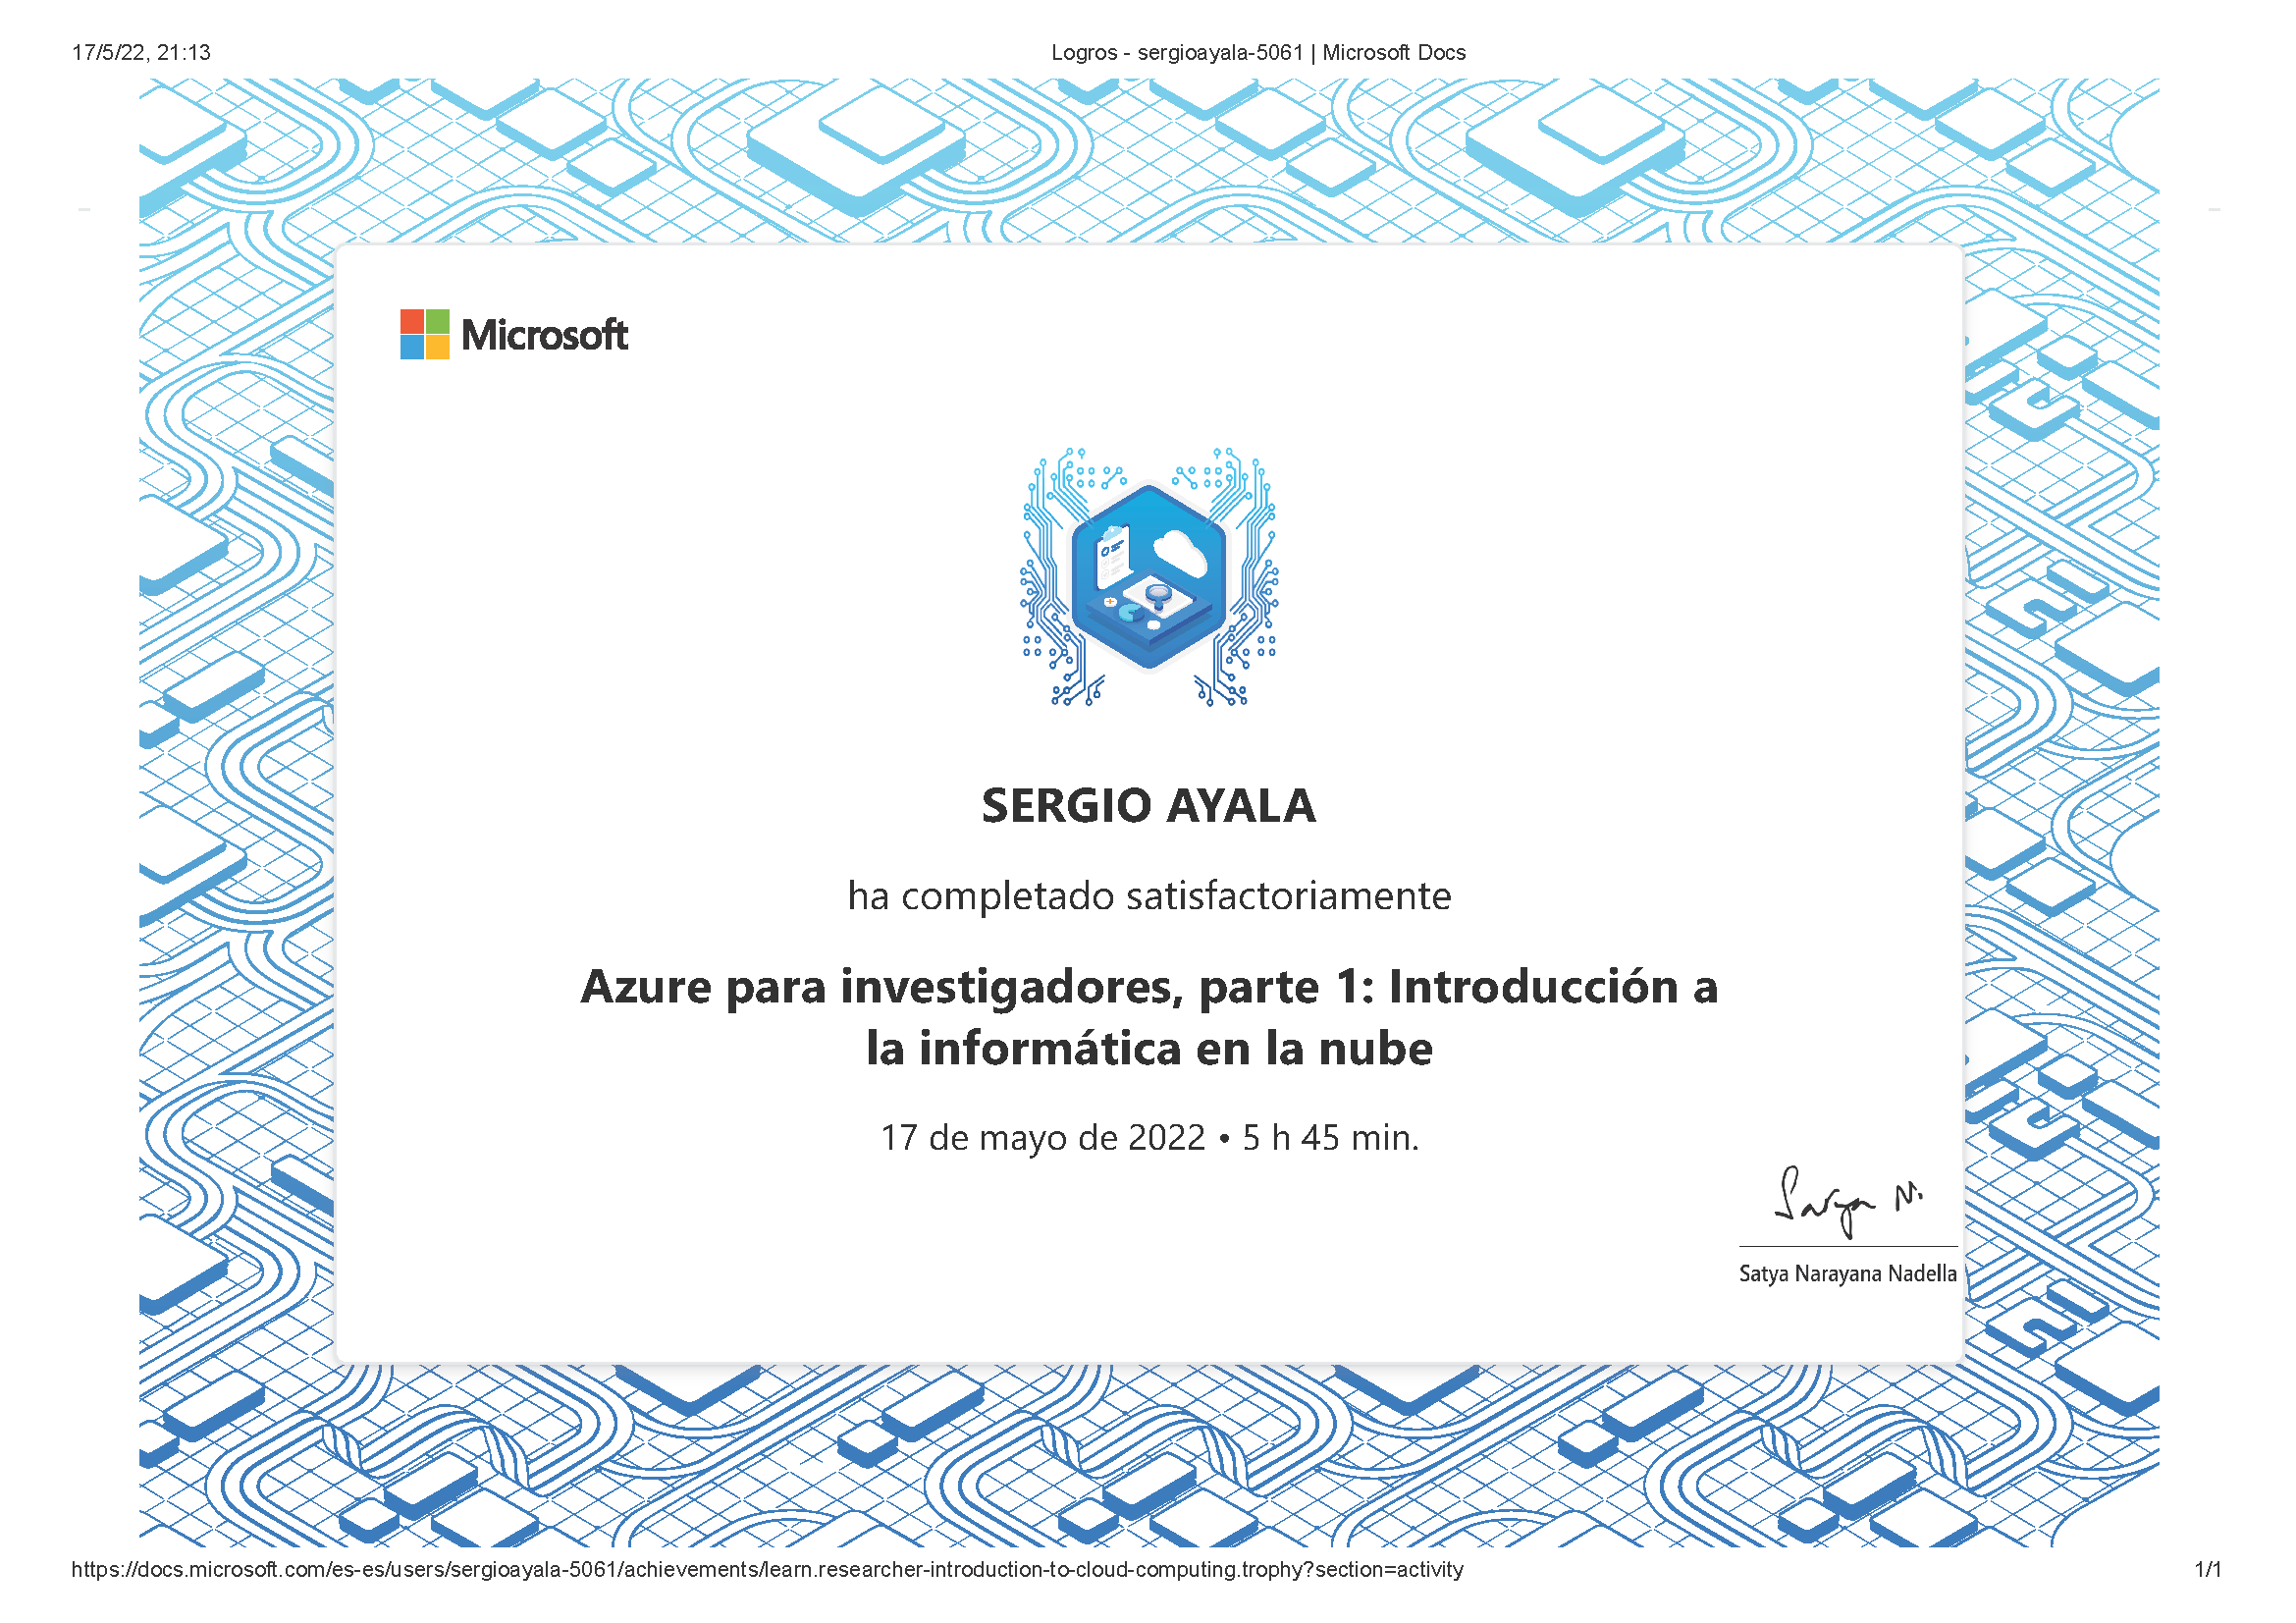 17/5/22, 21:13
Logros - sergioayala-5061 | Microsoft Docs
Microsoft
SERGIO AYALA
ha completado satisfactoriamente
Azure para investigadores, parte 1: Introducción a
la informática en la nube
17 de mayo de 2022 • 5 h 45 min.
Satya N.
Satya Narayana Nadella
https://docs.microsoft.com/es-es/users/sergioayala-5061/achievements/learn.researcher-introduction-to-cloud-computing.trophy?section=activity
1/1